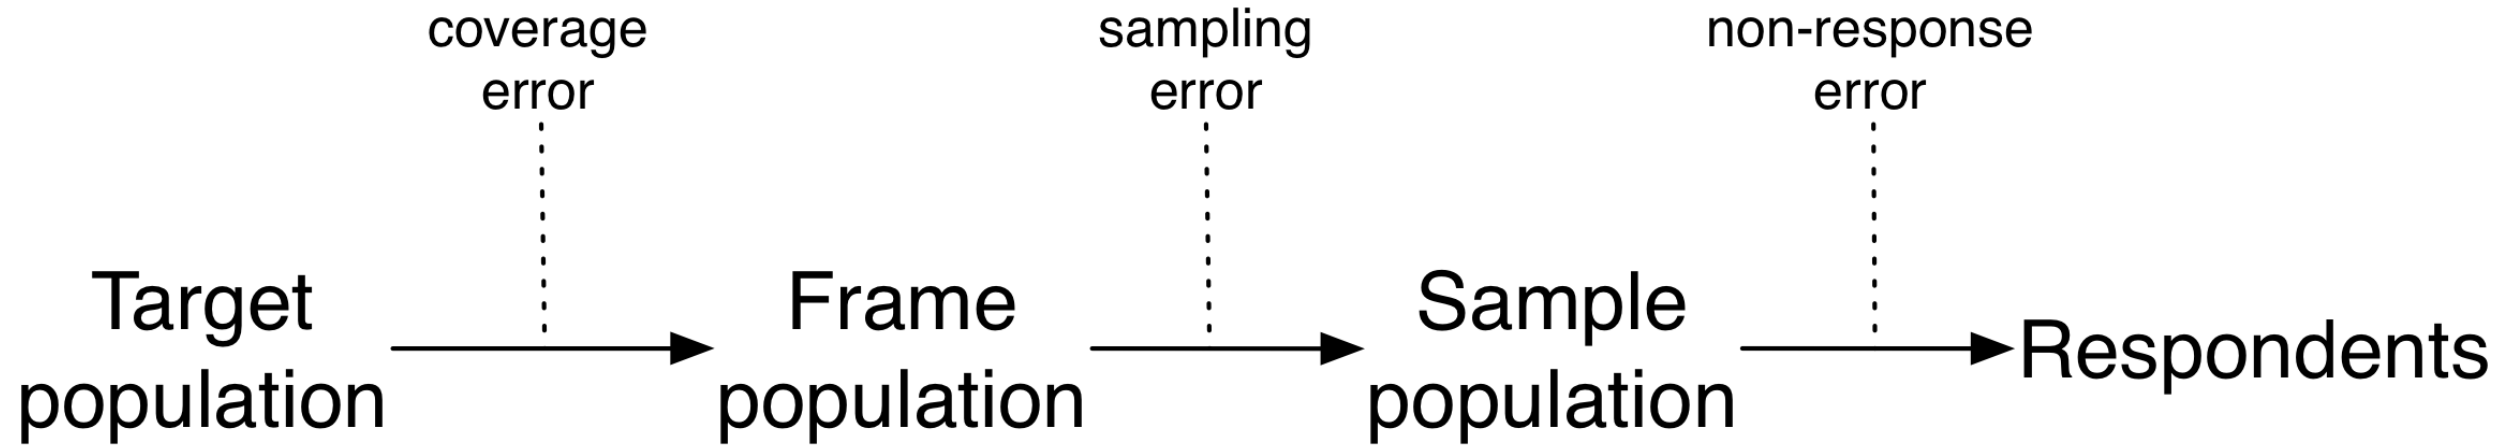 coverage
error
sampling
error
non-response
error
Target
population
Frame
population
Sample
population
Respondents